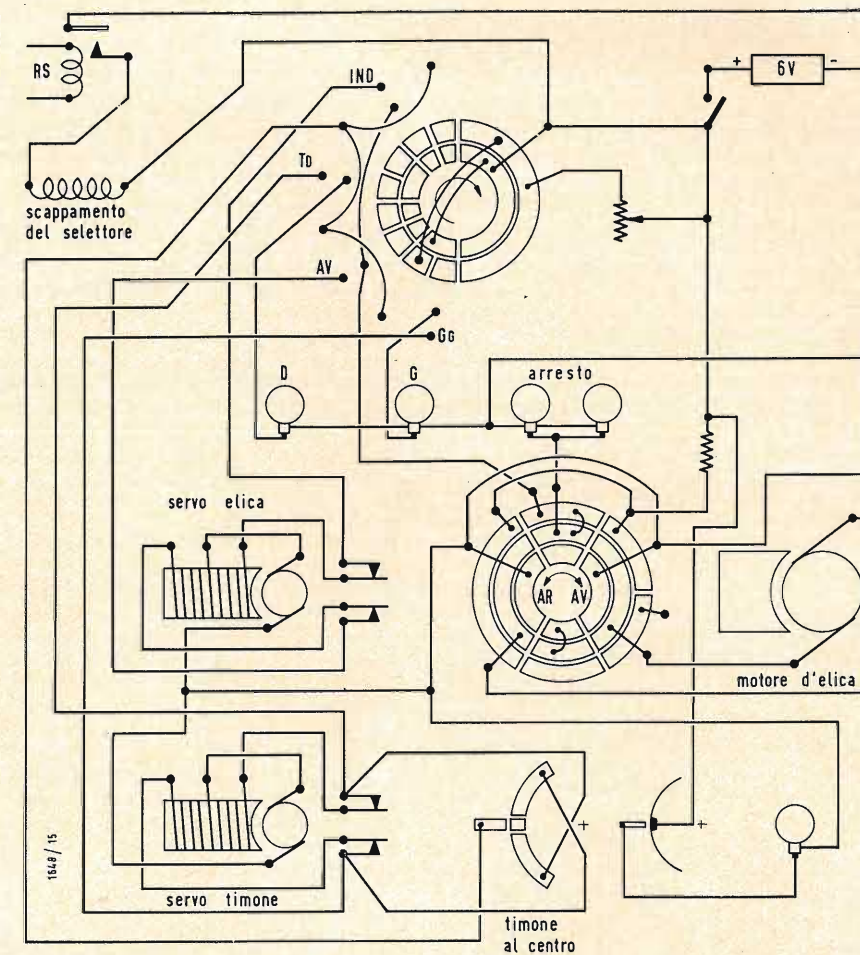 + 6V -
RS
IND
TD
scappamento
del selettore
AV
GG
D G arresto
servo elica
AR AV
motore d'elica
+ +
1648/15
servo timone
timone
al centro